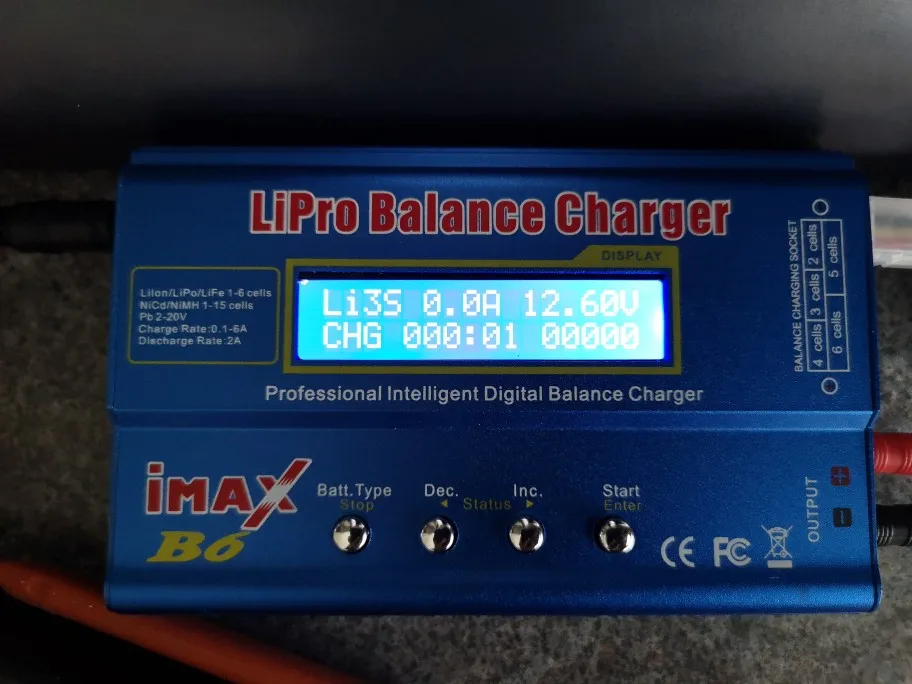 LiPro Balance Charger
DISPLAY
LiIon/LiPo/LiFe 1-6 cells
NiCd/NiMH 1-15 cells
Pb 2-20V
Charge Rate:0.1-6A
Discharge Rate:2A
Li3S 0.0A 12.60V
CHG 000:01 00000
Professional Intelligent Digital Balance Charger
BALANCE CHARGING SOCKET
4 cells 3 cells 2 cells
6 cells 5 cells
iMAX
B6
Batt.Type
Stop
Dec.
Inc.
◄ Status ►
Start
Enter
CE FC
OUTPUT
+
-